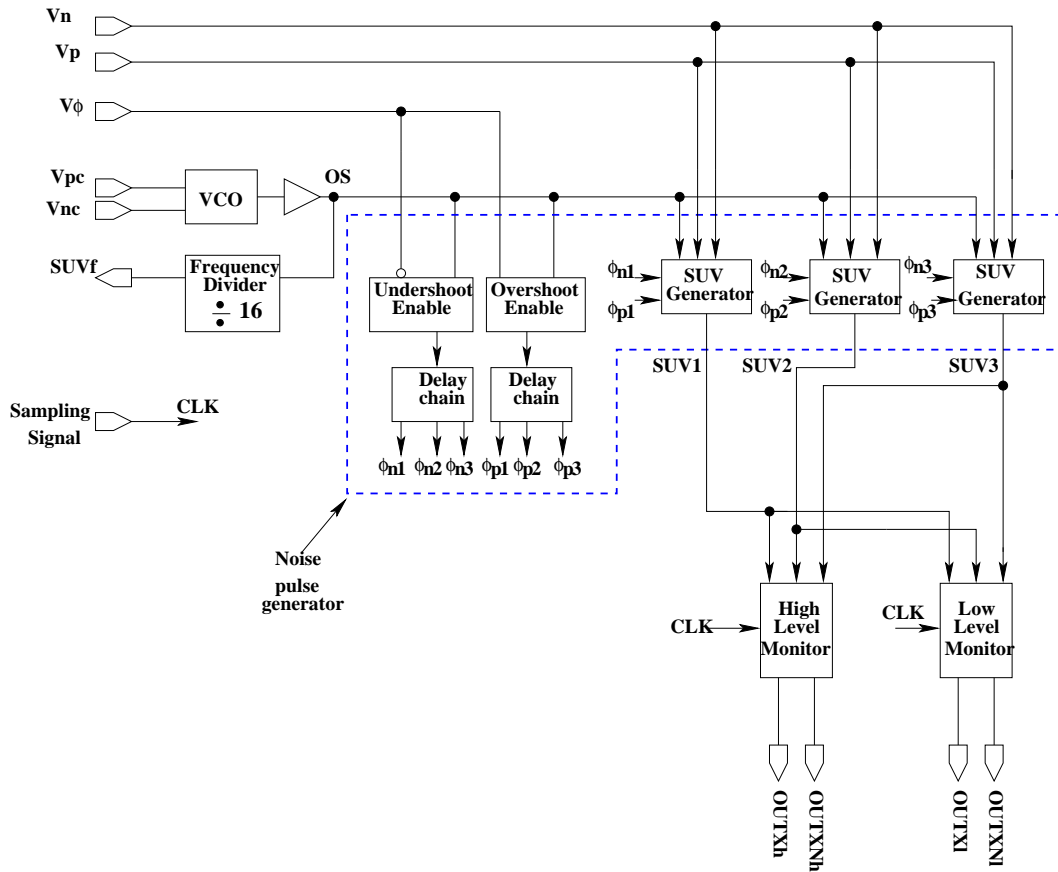 Vn
Vp
Vϕ
Vpc
Vnc
VCO
OS
SUVf
Frequency
Divider
÷ 16
Undershoot
Enable
Overshoot
Enable
ϕn1
ϕp1
SUV
Generator
ϕn2
ϕp2
SUV
Generator
ϕn3
ϕp3
SUV
Generator
SUV1
SUV2
SUV3
Delay
chain
Delay
chain
Sampling
Signal
CLK
ϕn1
ϕn2
ϕn3
ϕp1
ϕp2
ϕp3
Noise
pulse
generator
CLK
High
Level
Monitor
CLK
Low
Level
Monitor
OUTXh
OUTXNh
OUTXl
OUTXNl